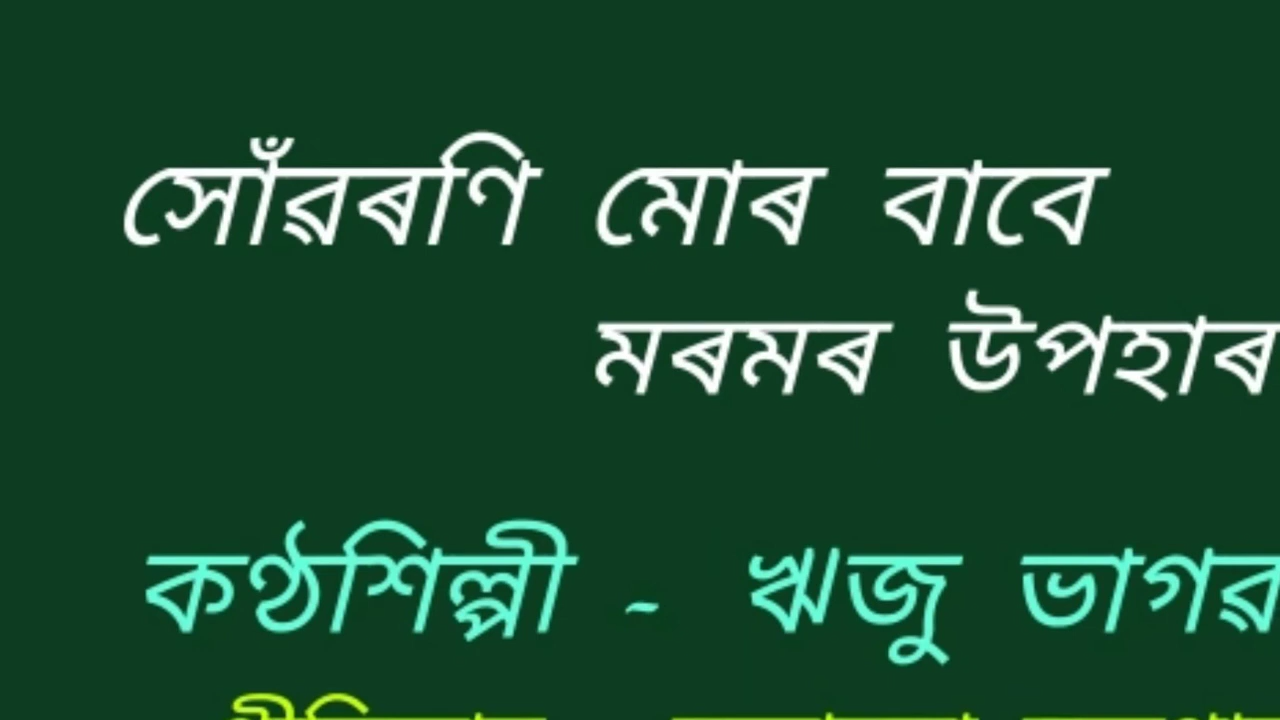 সোঁৱৰণি মোৰ বাবে
মৰমৰ উপহাৰ
কণ্ঠশিল্পী - ঋজু ভাগৱ